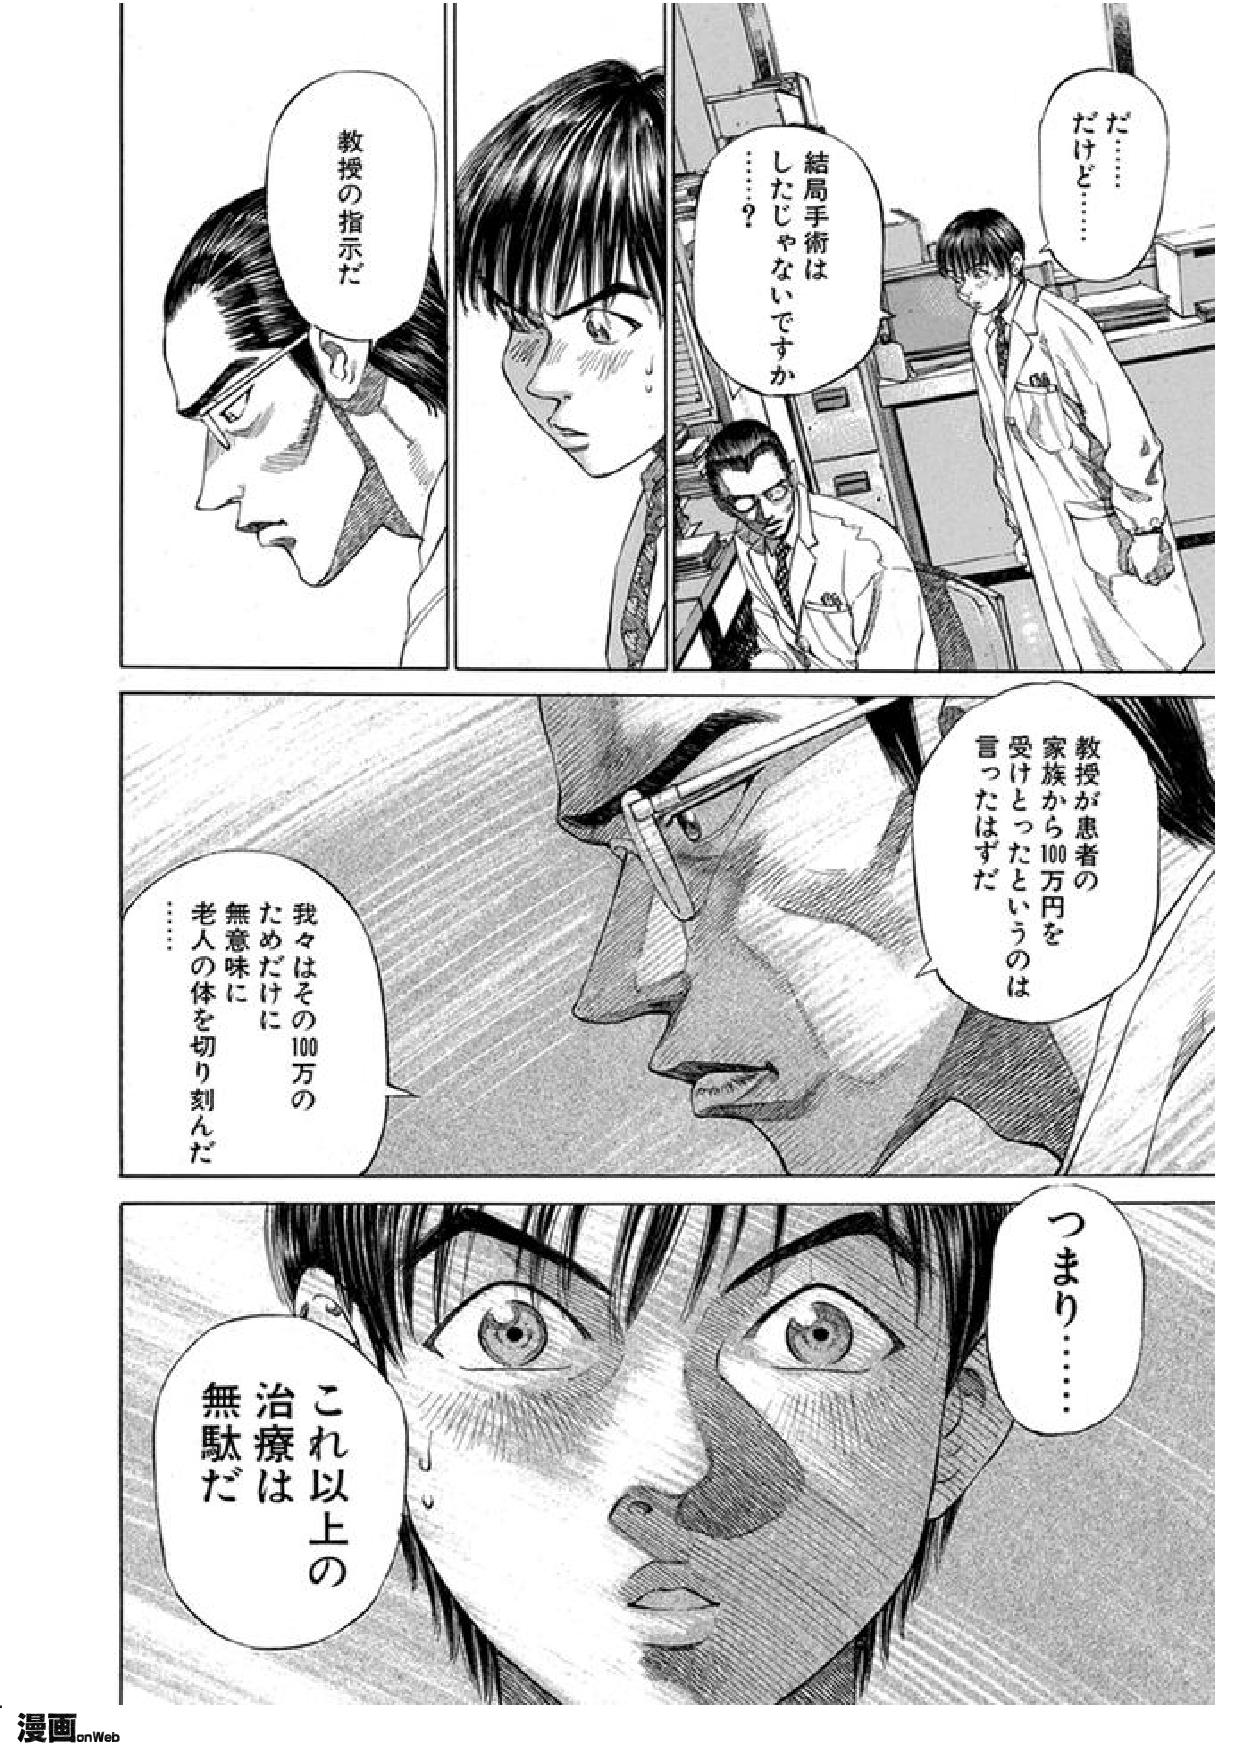 だ……
だけど……
結局手術は
したじゃないですか
……？
教授の指示だ
教授が患者の
家族から100万円を
受けとったというのは
言ったはずだ
我々はその100万の
ためだけに
無意味に
老人の体を切り刻んだ
……
つまり……
これ以上の
治療は
無駄だ
漫画onWeb